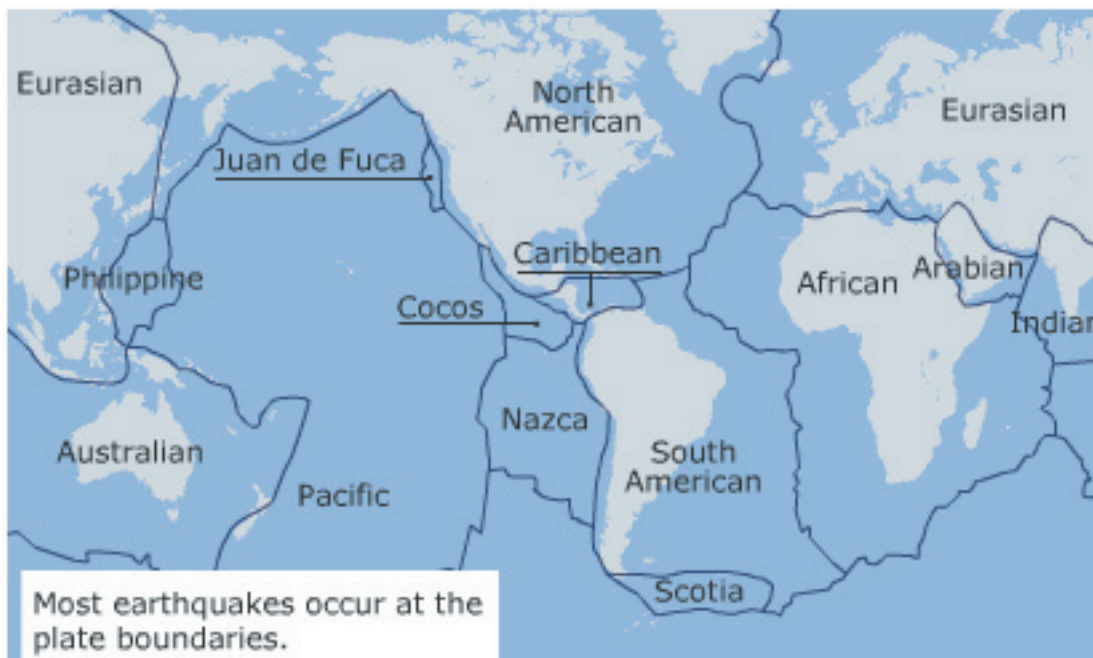 Eurasian
North
American
Eurasian
Juan de Fuca
Caribbean
Philippine
African
Arabian
Cocos
Indian
Nazca
Australian
South
American
Pacific
Scotia
Most earthquakes occur at the
plate boundaries.